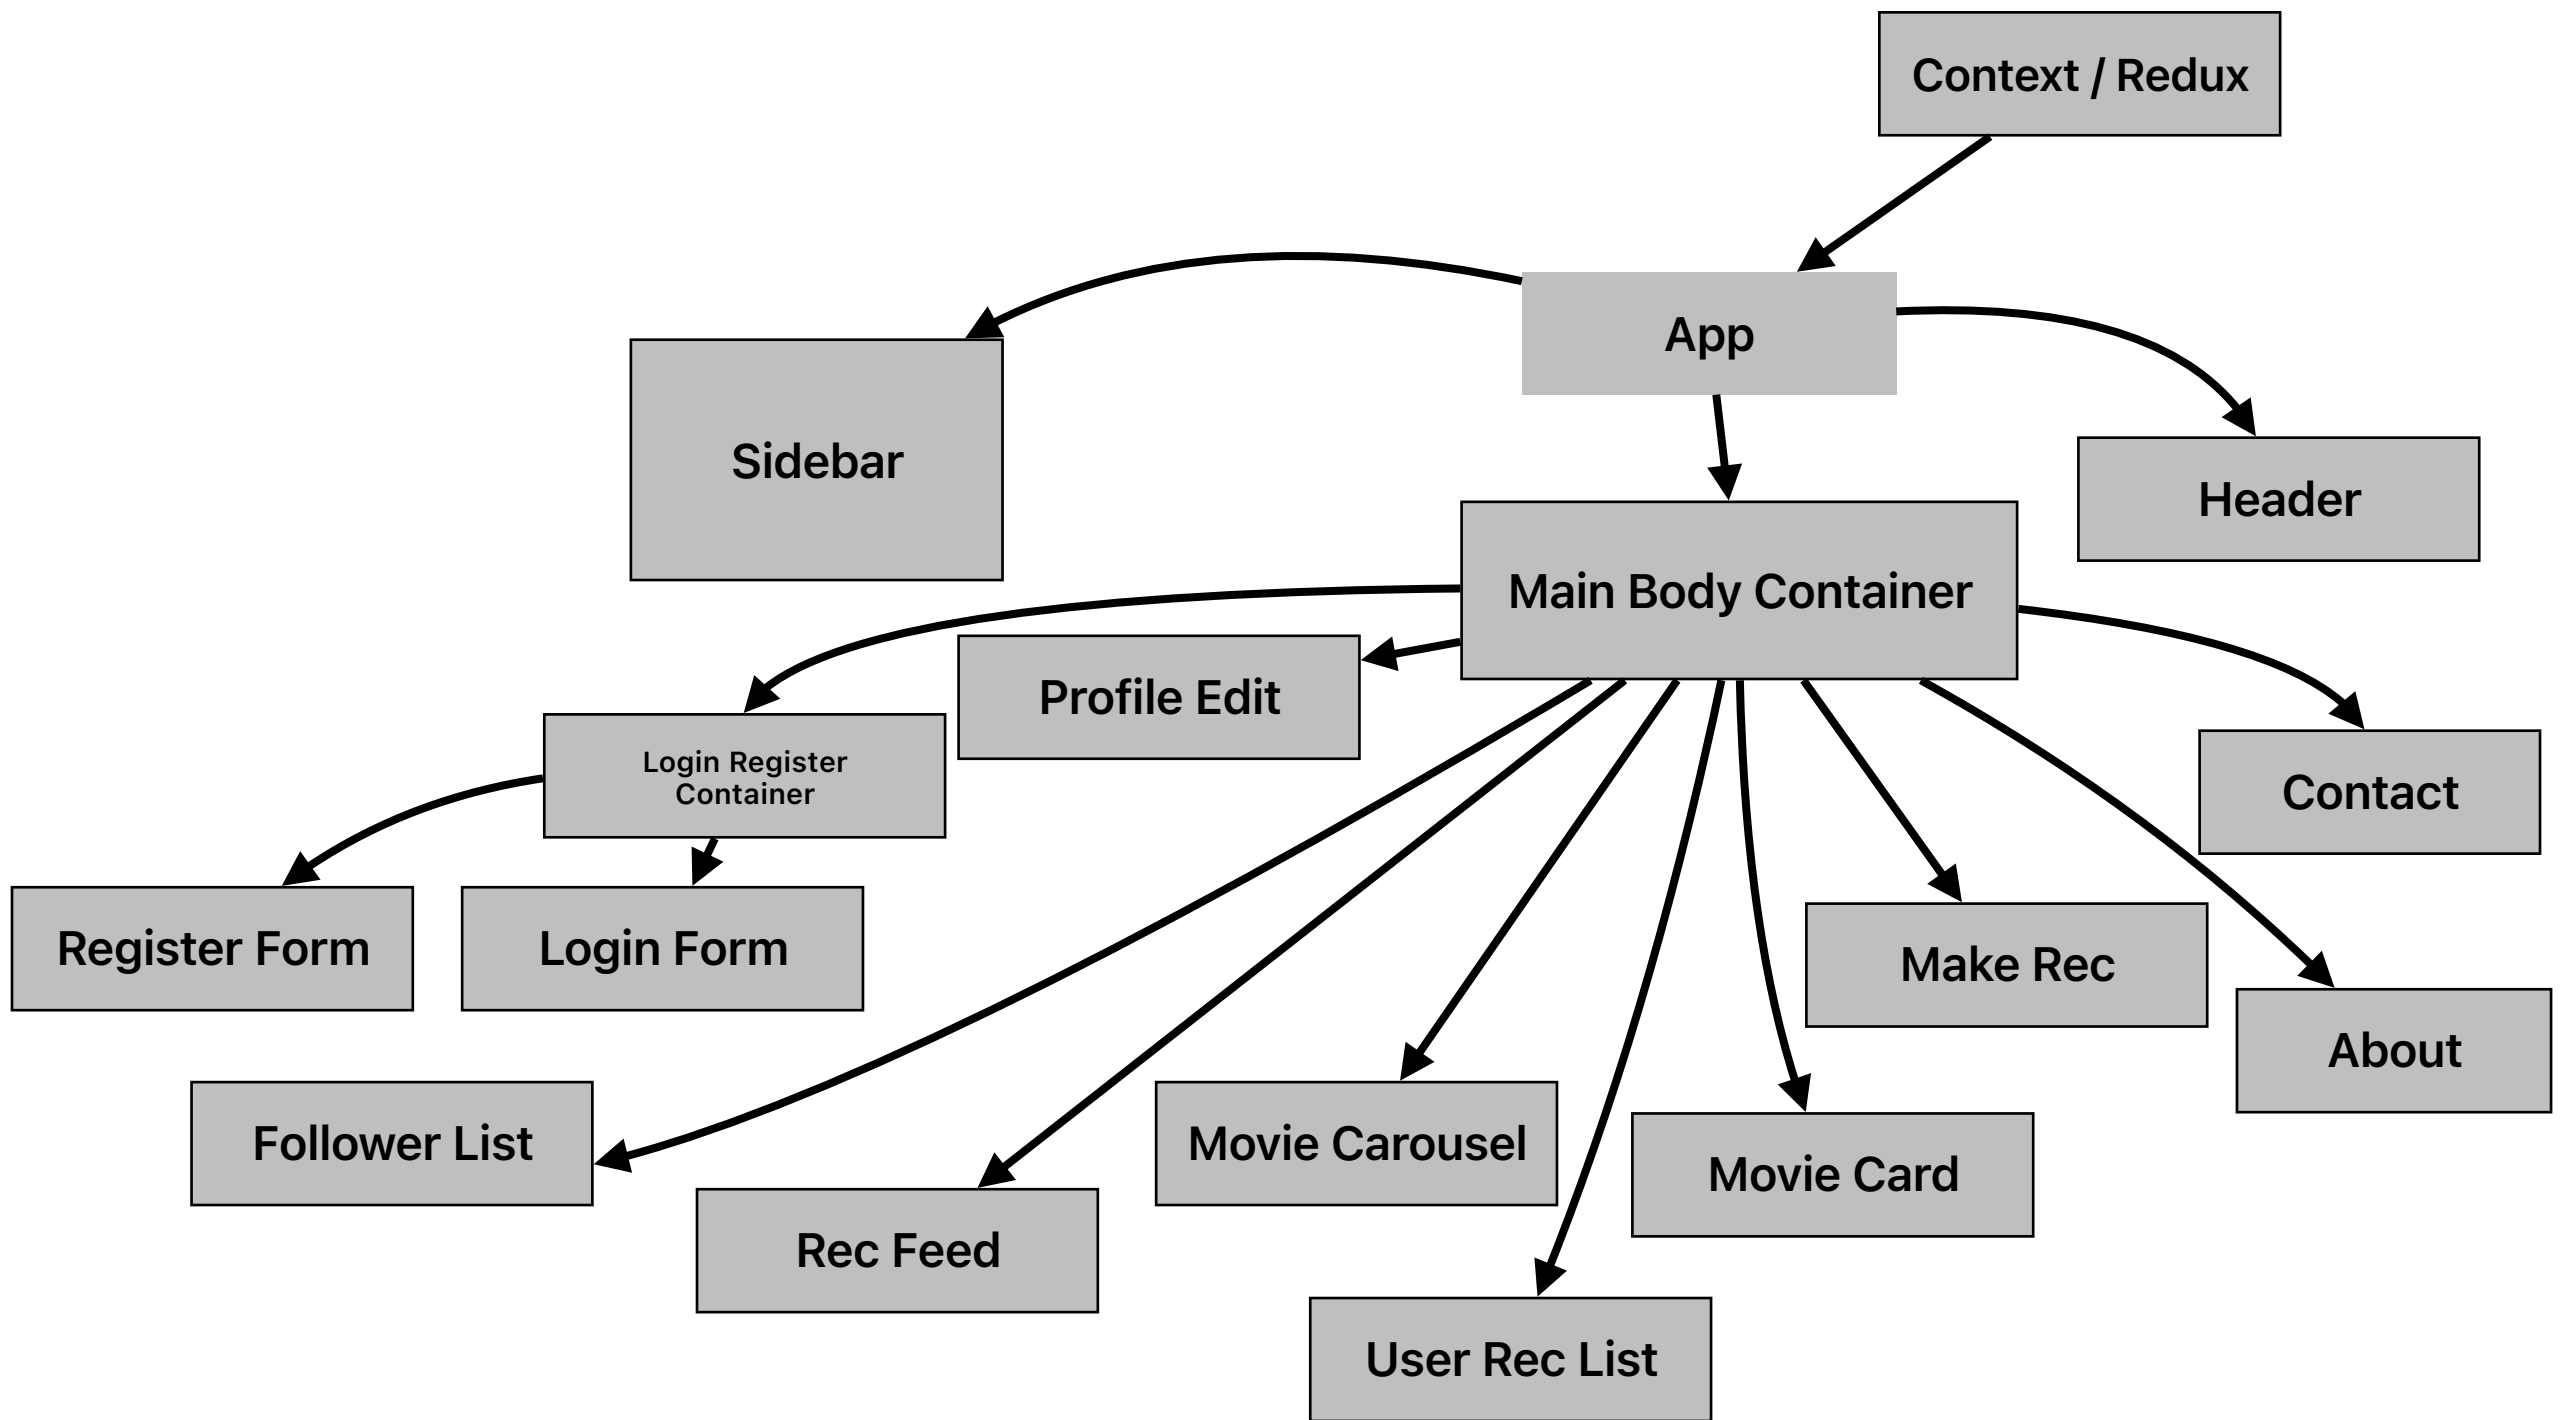 Context / Redux
App
Sidebar
Header
Main Body Container
Profile Edit
Login Register
Container
Contact
Register Form
Login Form
Make Rec
About
Follower List
Movie Carousel
Movie Card
Rec Feed
User Rec List